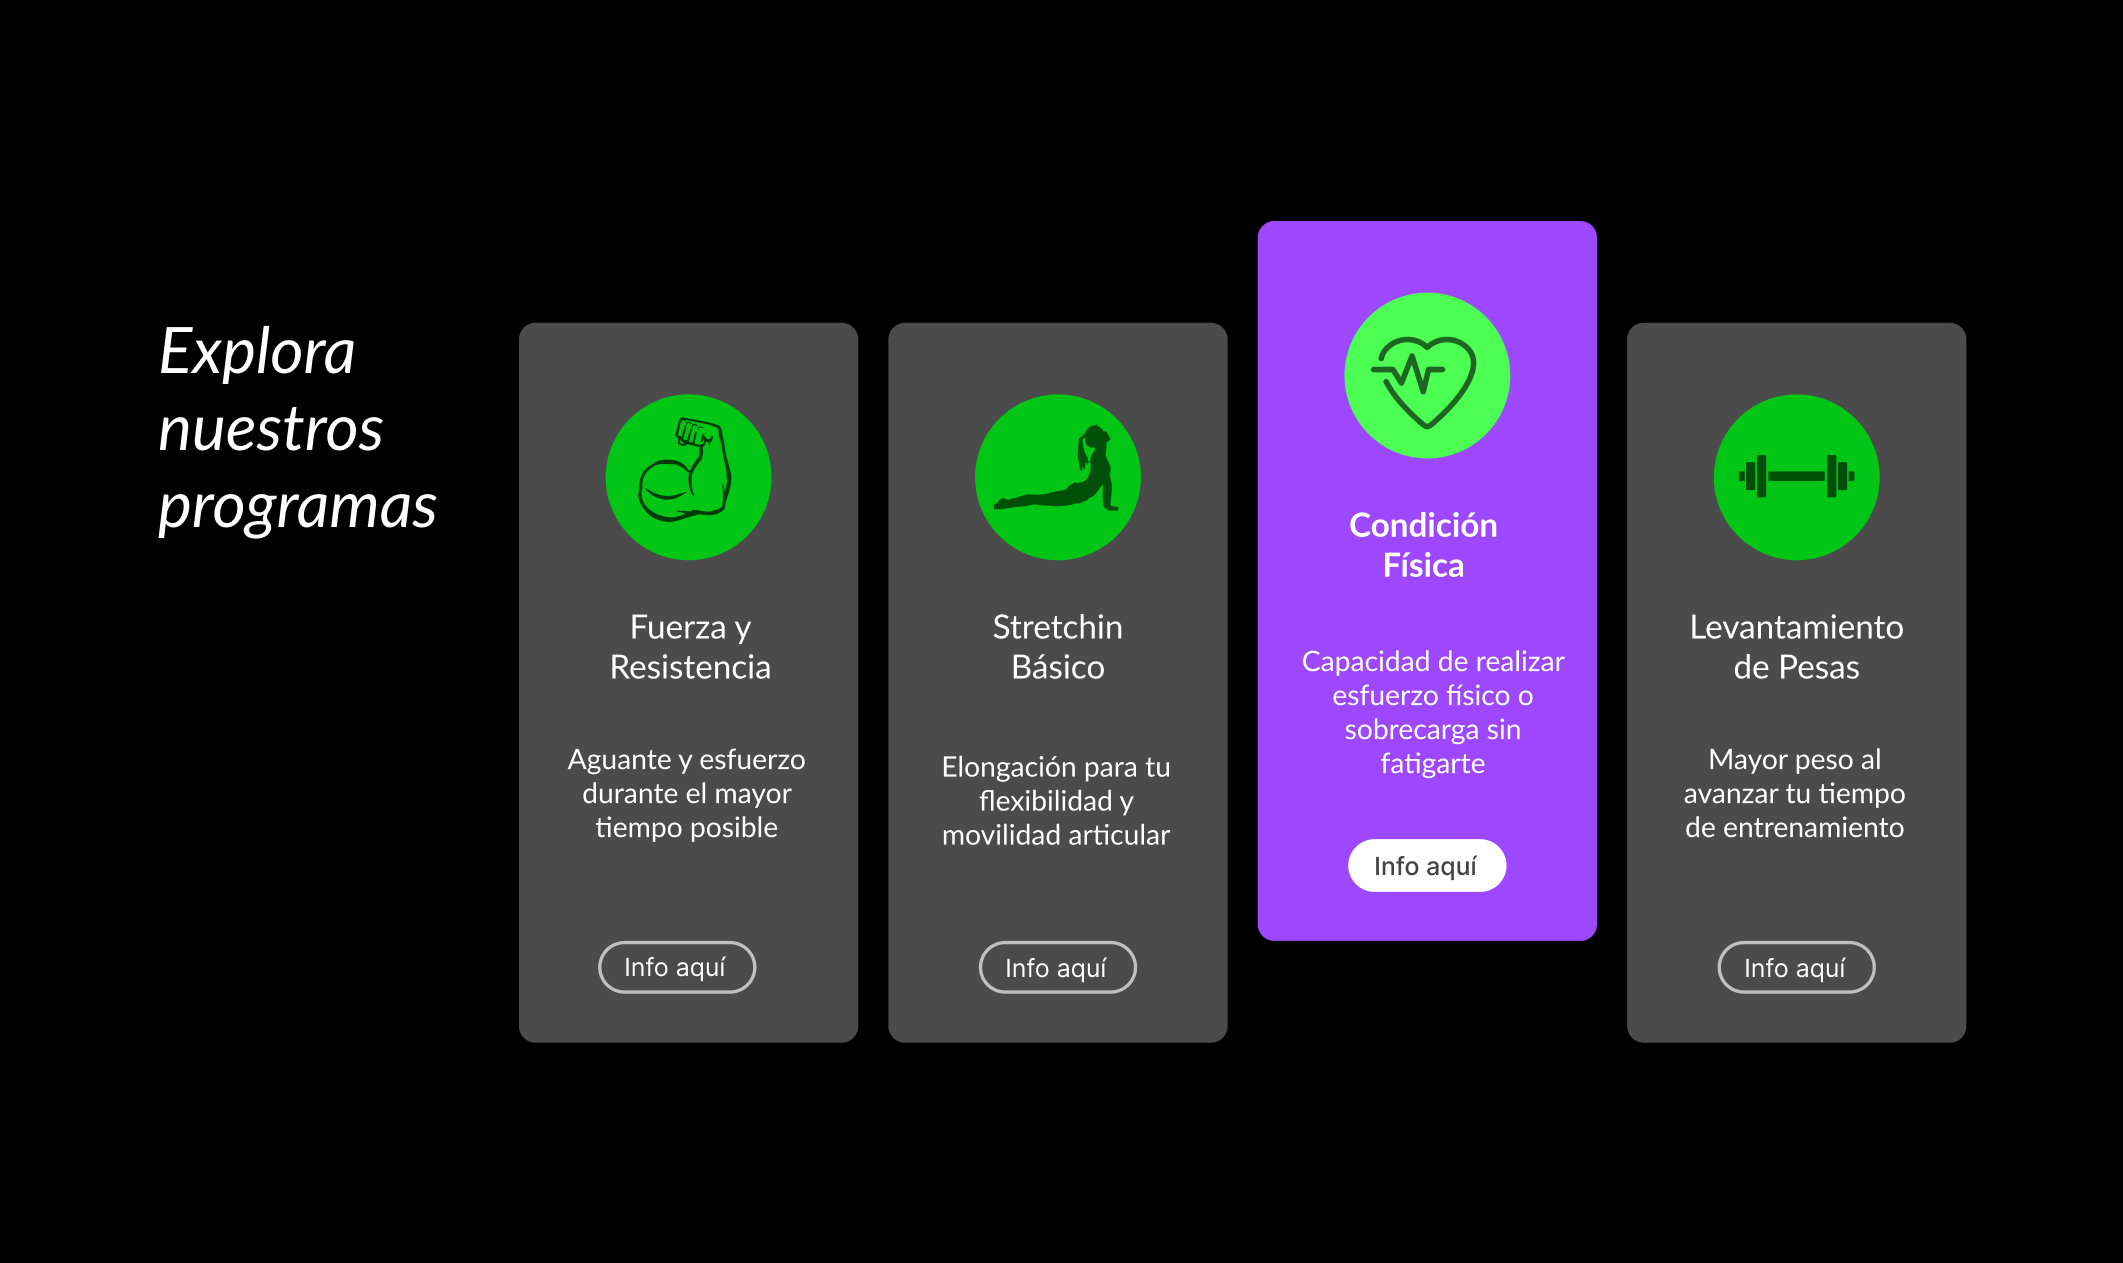 Explora
nuestros
programas
Fuerza y
Resistencia
Aguante y esfuerzo
durante el mayor
tiempo posible
Info aquí
Stretchin
Básico
Elongación para tu
flexibilidad y
movilidad articular
Info aquí
Condición
Física
Capacidad de realizar
esfuerzo físico o
sobrecarga sin
fatigarte
Info aquí
Levantamiento
de Pesas
Mayor peso al
avanzar tu tiempo
de entrenamiento
Info aquí